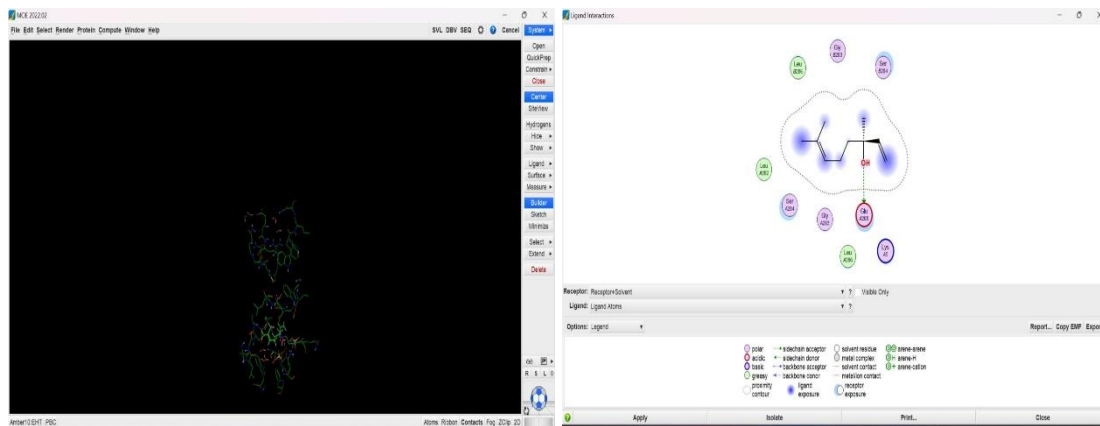 MOE 2022.02
File Edit Select Render Protein Compute Window Help
SVL DBV SEQ Cancel System
Open
QuickPrep
Constrain
Close
Center
SiteView
Hydrogens
Hide
Show
Ligand
Surface
Measure
Builder
Sketch
Minimize
Select
Extend
Delete
R S L
Amber10:EHT PBC
Atoms Ribbon Contacts Fog ZClip 2D
Ligand Interactions
Gly
Leu
Ser
OH
Leu
Ser
Gly
Glu
Leu
Lys
Receptor: Receptor+Solvent ? Visible Only
Ligand: Ligand Atoms ?
Options: Legend
Report... Copy EMF Export
polar sidechain acceptor solvent residue arene-arene
acidic sidechain donor metal complex arene-H
basic backbone acceptor solvent contact arene-cation
greasy backbone donor metal/ion contact
proximity contour ligand exposure receptor exposure
Apply Isolate Print... Close